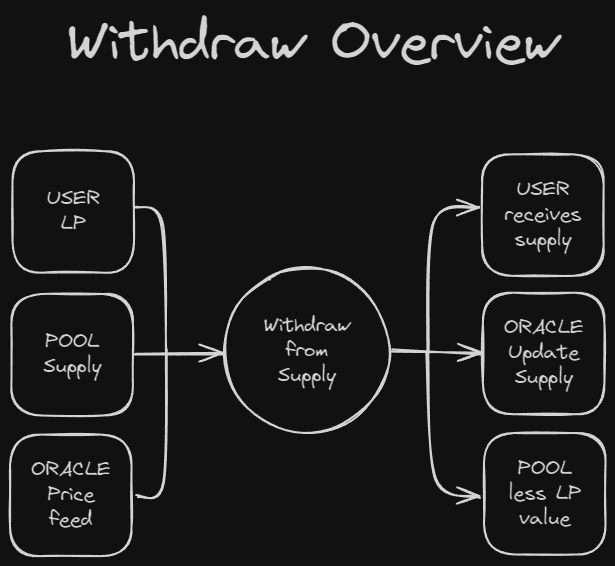 Withdraw Overview
USER
LP
POOL
Supply
ORACLE
Price
feed
Withdraw
from
Supply
USER
receives
supply
ORACLE
Update
Supply
POOL
less LP
value